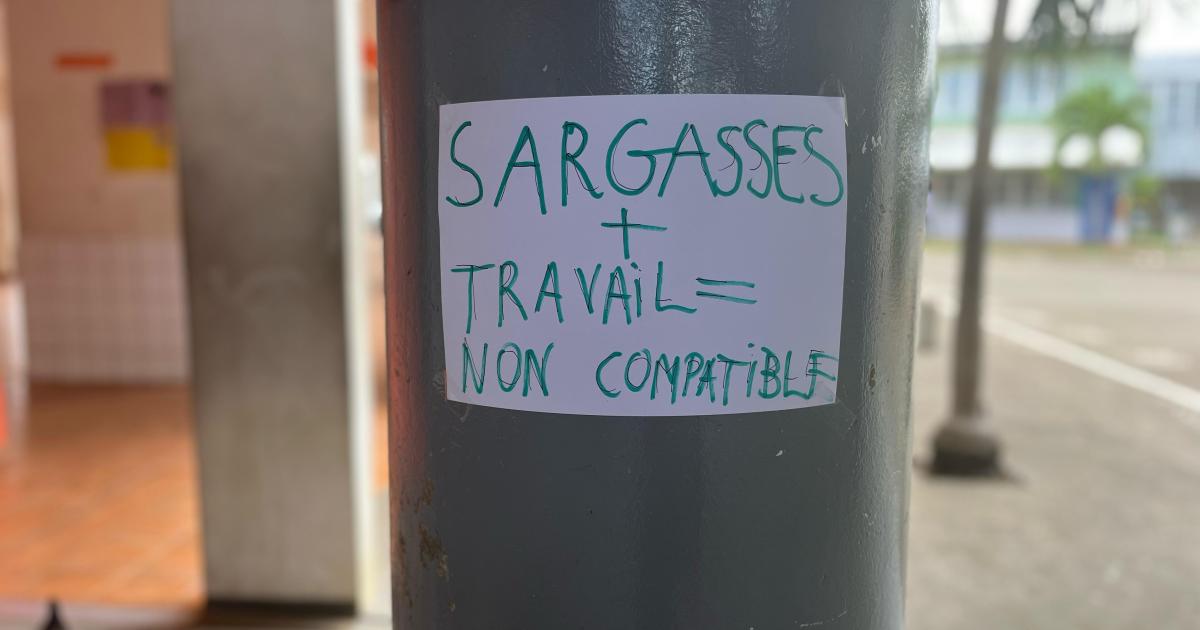 SARGASSES
+
TRAVAiL=
NON COMPATiBLE